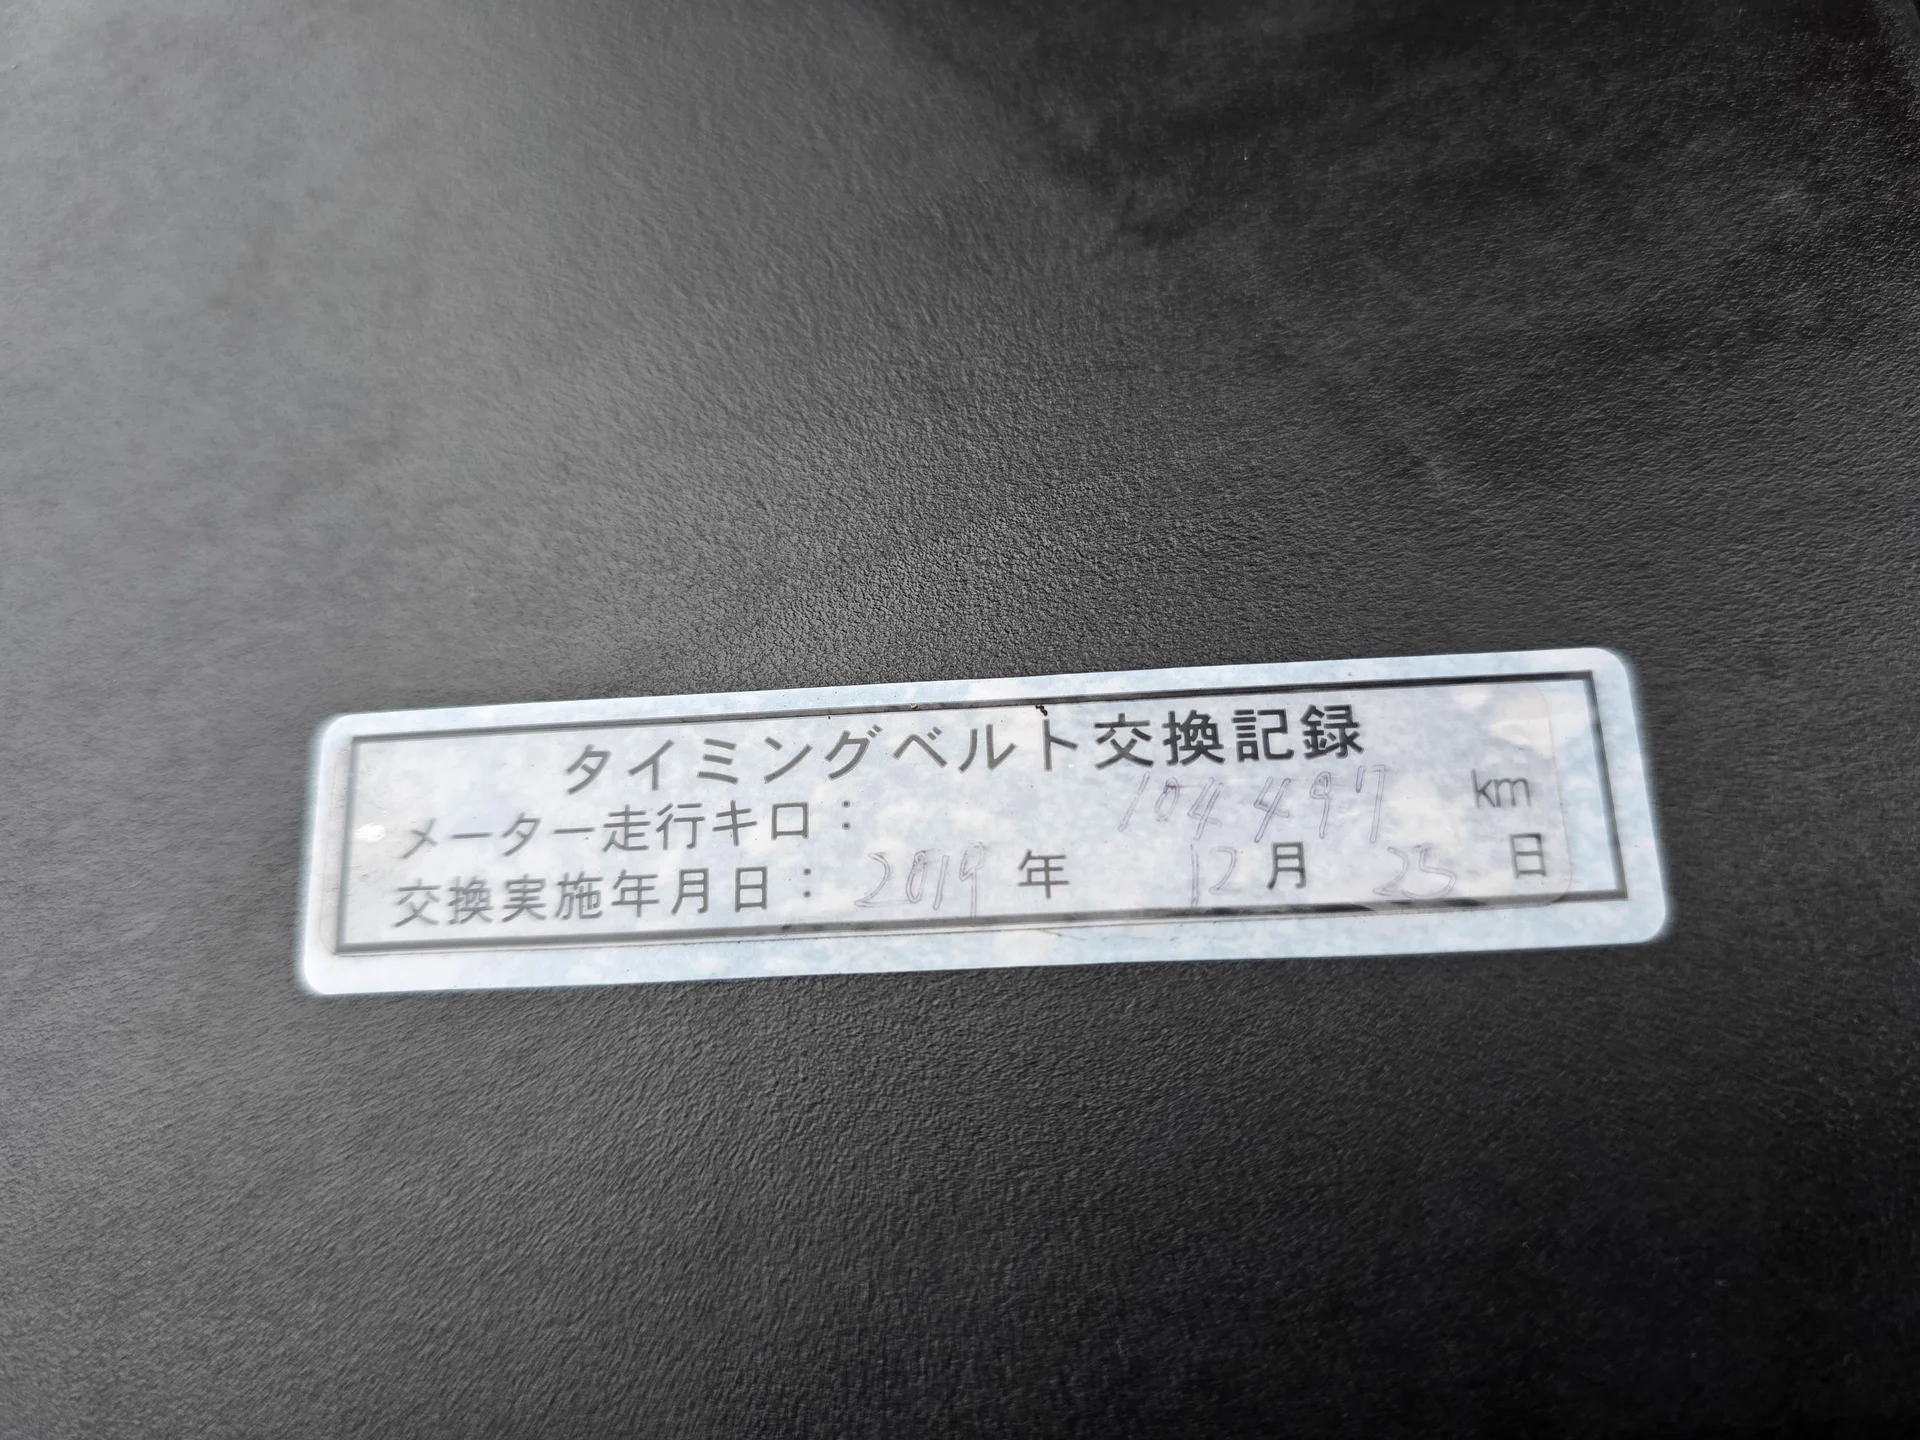 タイミングベルト交換記録
メーター走行キロ： 104497 km
交換実施年月日： 2019 年 12 月 25 日